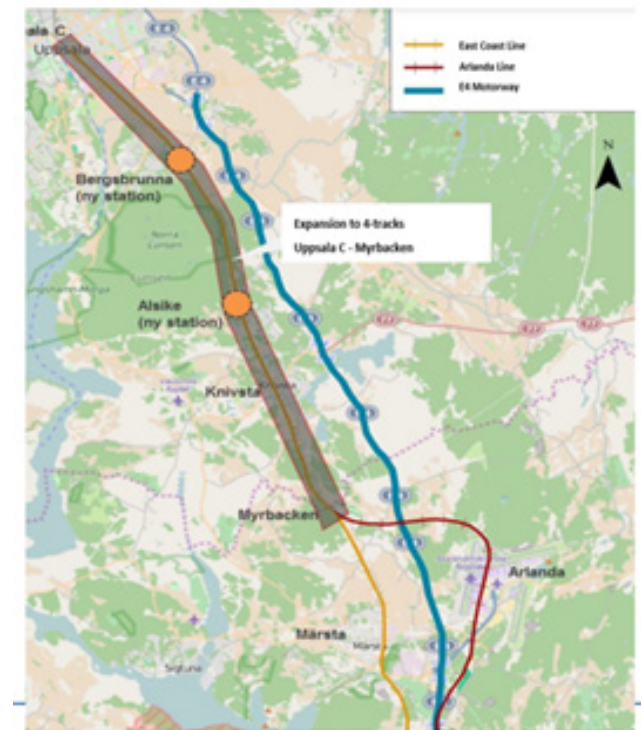 East Coast Line
Arlanda Line
E4 Motorway
ala C
Uppsala
N
Bergsbrunna
(ny station)
Expansion to 4-tracks
Uppsala C - Myrbacken
Alsike
(ny station)
Knivsta
Myrbacken
Arlanda
Märsta
Sigtuna